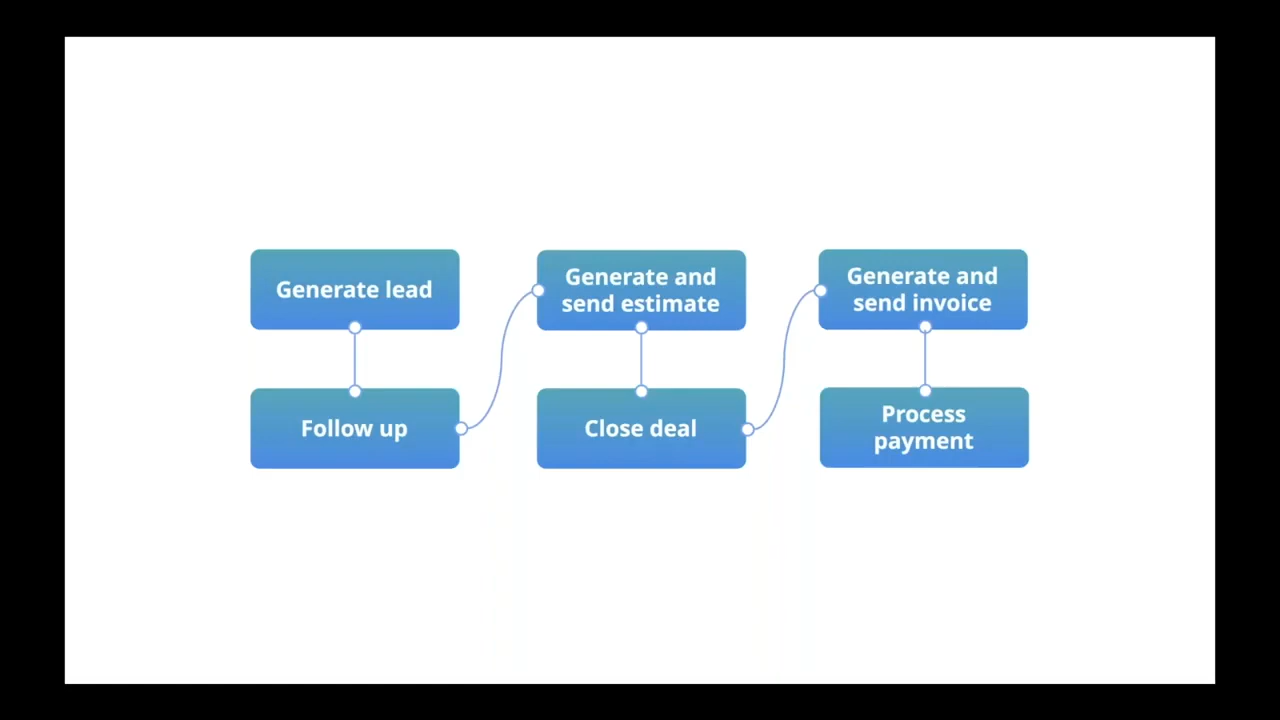 Generate lead
Follow up
Generate and
send estimate
Close deal
Generate and
send invoice
Process
payment